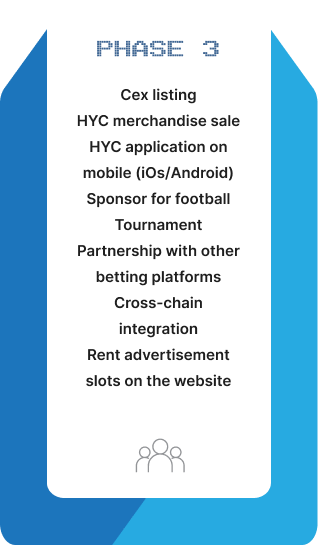 PHASE 3
Cex listing
HYC merchandise sale
HYC application on
mobile (iOs/Android)
Sponsor for football
Tournament
Partnership with other
betting platforms
Cross-chain
integration
Rent advertisement
slots on the website